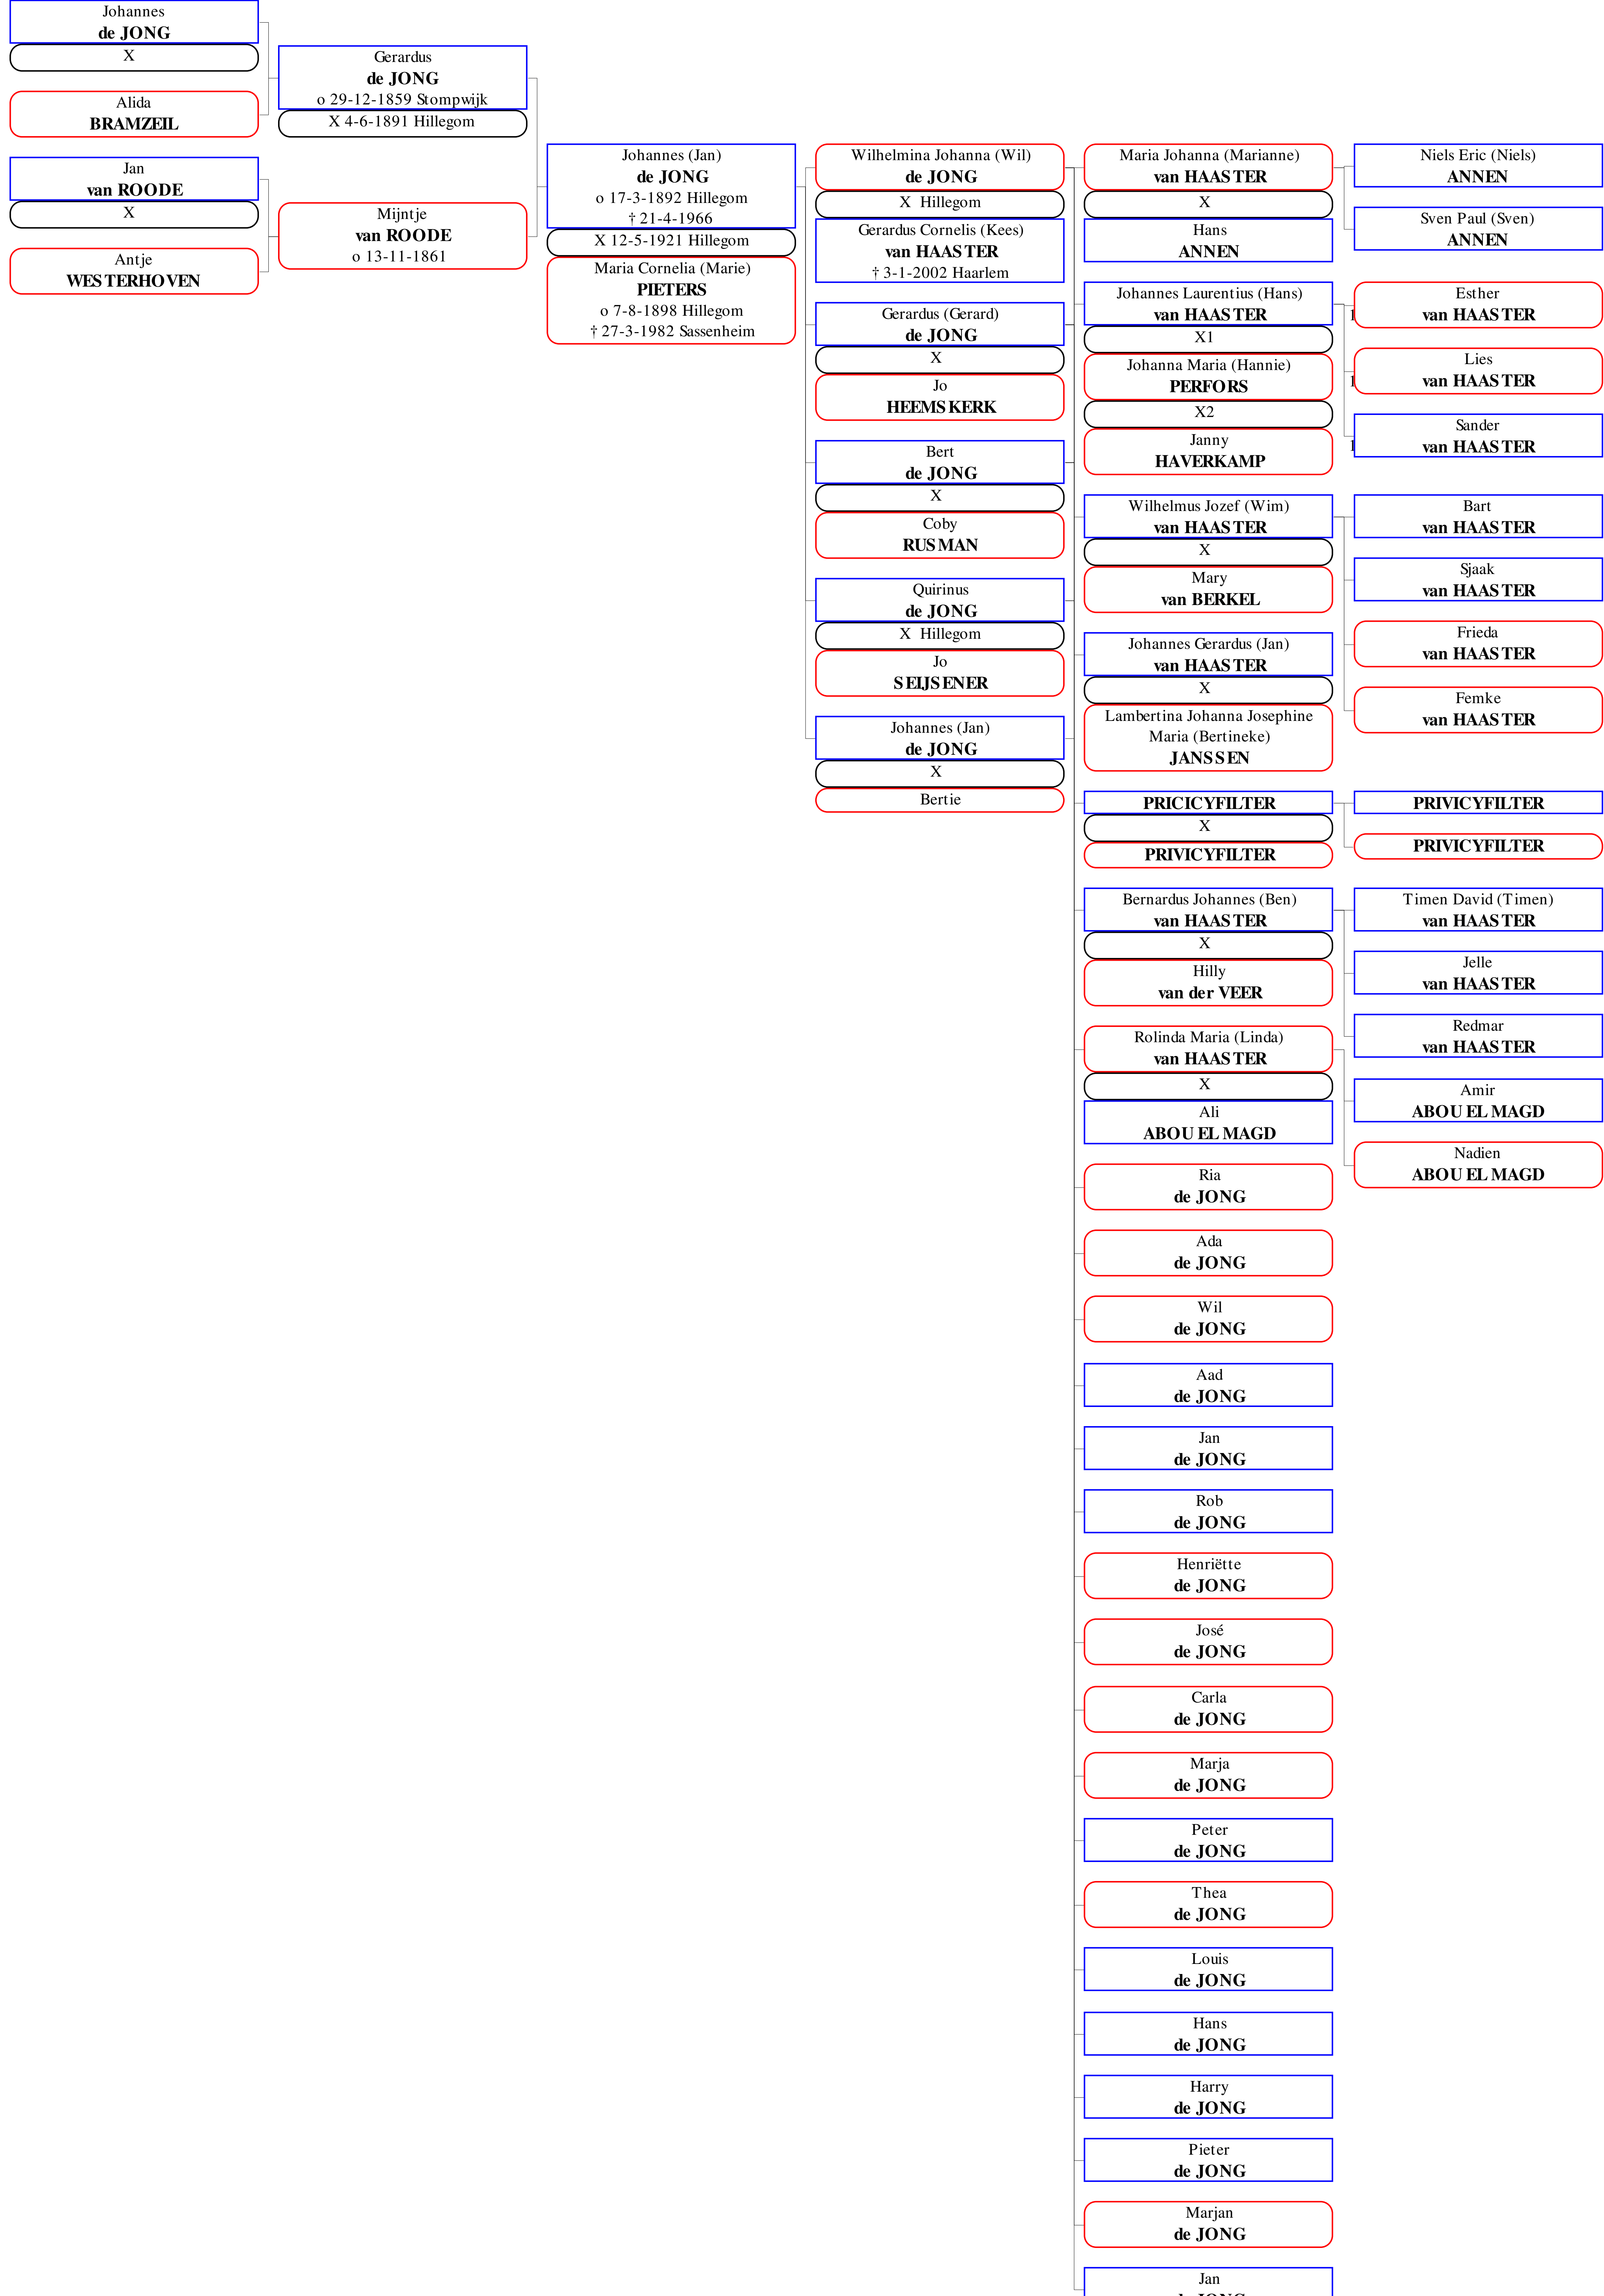 Johannes
de JONG
X
Alida
BRAMZEIL
Jan
van ROODE
X
Antje
WESTERHOVEN
Gerardus
de JONG
o 29-12-1859 Stompwijk
X 4-6-1891 Hillegom
Mijntje
van ROODE
o 13-11-1861
Johannes (Jan)
de JONG
o 17-3-1892 Hillegom
† 21-4-1966
X 12-5-1921 Hillegom
Maria Cornelia (Marie)
PIETERS
o 7-8-1898 Hillegom
† 27-3-1982 Sassenheim
Wilhelmina Johanna (Wil)
de JONG
X Hillegom
Gerardus Cornelis (Kees)
van HAASTER
† 3-1-2002 Haarlem
Gerardus (Gerard)
de JONG
X
Jo
HEEMSKERK
Bert
de JONG
X
Coby
RUSMAN
Quirinus
de JONG
X Hillegom
Jo
SEIJSENER
Johannes (Jan)
de JONG
X
Bertie
Maria Johanna (Marianne)
van HAASTER
X
Hans
ANNEN
Johannes Laurentius (Hans)
van HAASTER
X1
Johanna Maria (Hannie)
PERFORS
X2
Janny
HAVERKAMP
Wilhelmus Jozef (Wim)
van HAASTER
X
Mary
van BERKEL
Johannes Gerardus (Jan)
van HAASTER
X
Lambertina Johanna Josephine
Maria (Bertineke)
JANSSEN
PRICICYFILTER
X
PRIVICYFILTER
Bernardus Johannes (Ben)
van HAASTER
X
Hilly
van der VEER
Rolinda Maria (Linda)
van HAASTER
X
Ali
ABOU EL MAGD
Ria
de JONG
Ada
de JONG
Wil
de JONG
Aad
de JONG
Jan
de JONG
Rob
de JONG
Henriëtte
de JONG
José
de JONG
Carla
de JONG
Marja
de JONG
Peter
de JONG
Thea
de JONG
Louis
de JONG
Hans
de JONG
Harry
de JONG
Pieter
de JONG
Marjan
de JONG
Jan
Niels Eric (Niels)
ANNEN
Sven Paul (Sven)
ANNEN
Esther
van HAASTER
Lies
van HAASTER
Sander
van HAASTER
Bart
van HAASTER
Sjaak
van HAASTER
Frieda
van HAASTER
Femke
van HAASTER
PRIVICYFILTER
PRIVICYFILTER
Timen David (Timen)
van HAASTER
Jelle
van HAASTER
Redmar
van HAASTER
Amir
ABOU EL MAGD
Nadien
ABOU EL MAGD